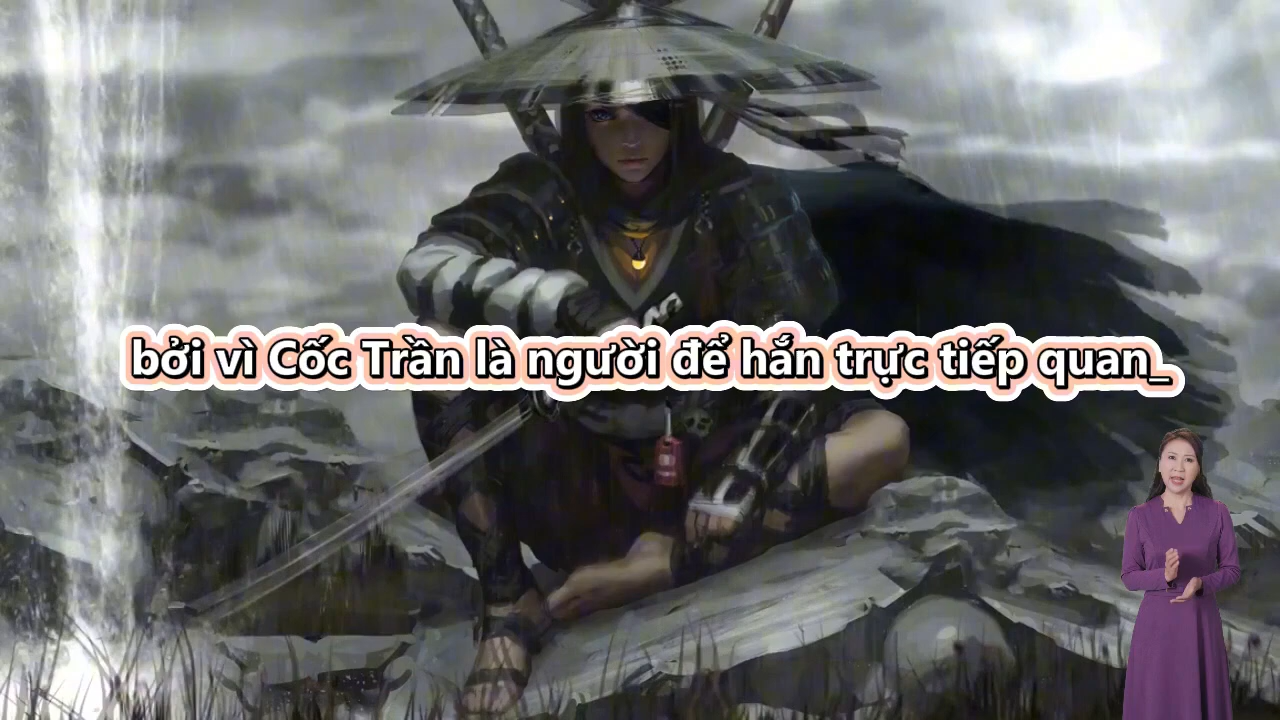 bởi vì Cốc Trần là người để hắn trực tiếp quan_